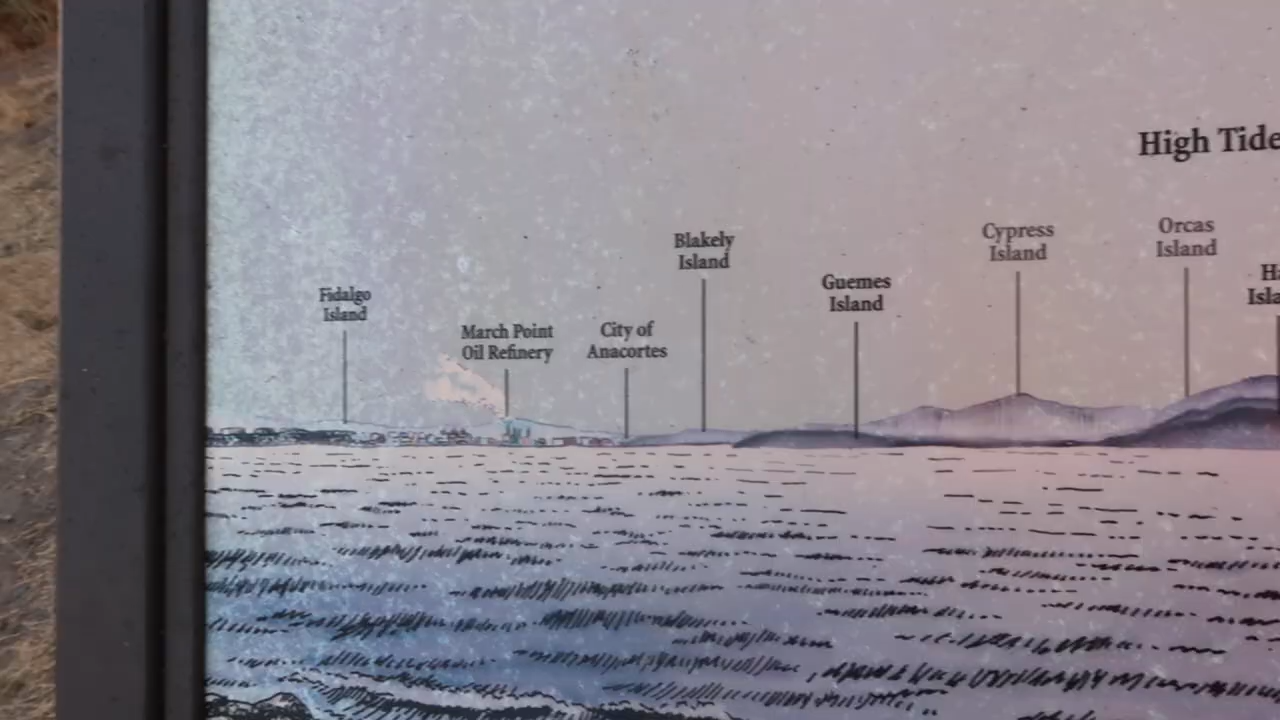 High Tide
Fidalgo
Island
March Point
Oil Refinery
City of
Anacortes
Blakely
Island
Guemes
Island
Cypress
Island
Orcas
Island